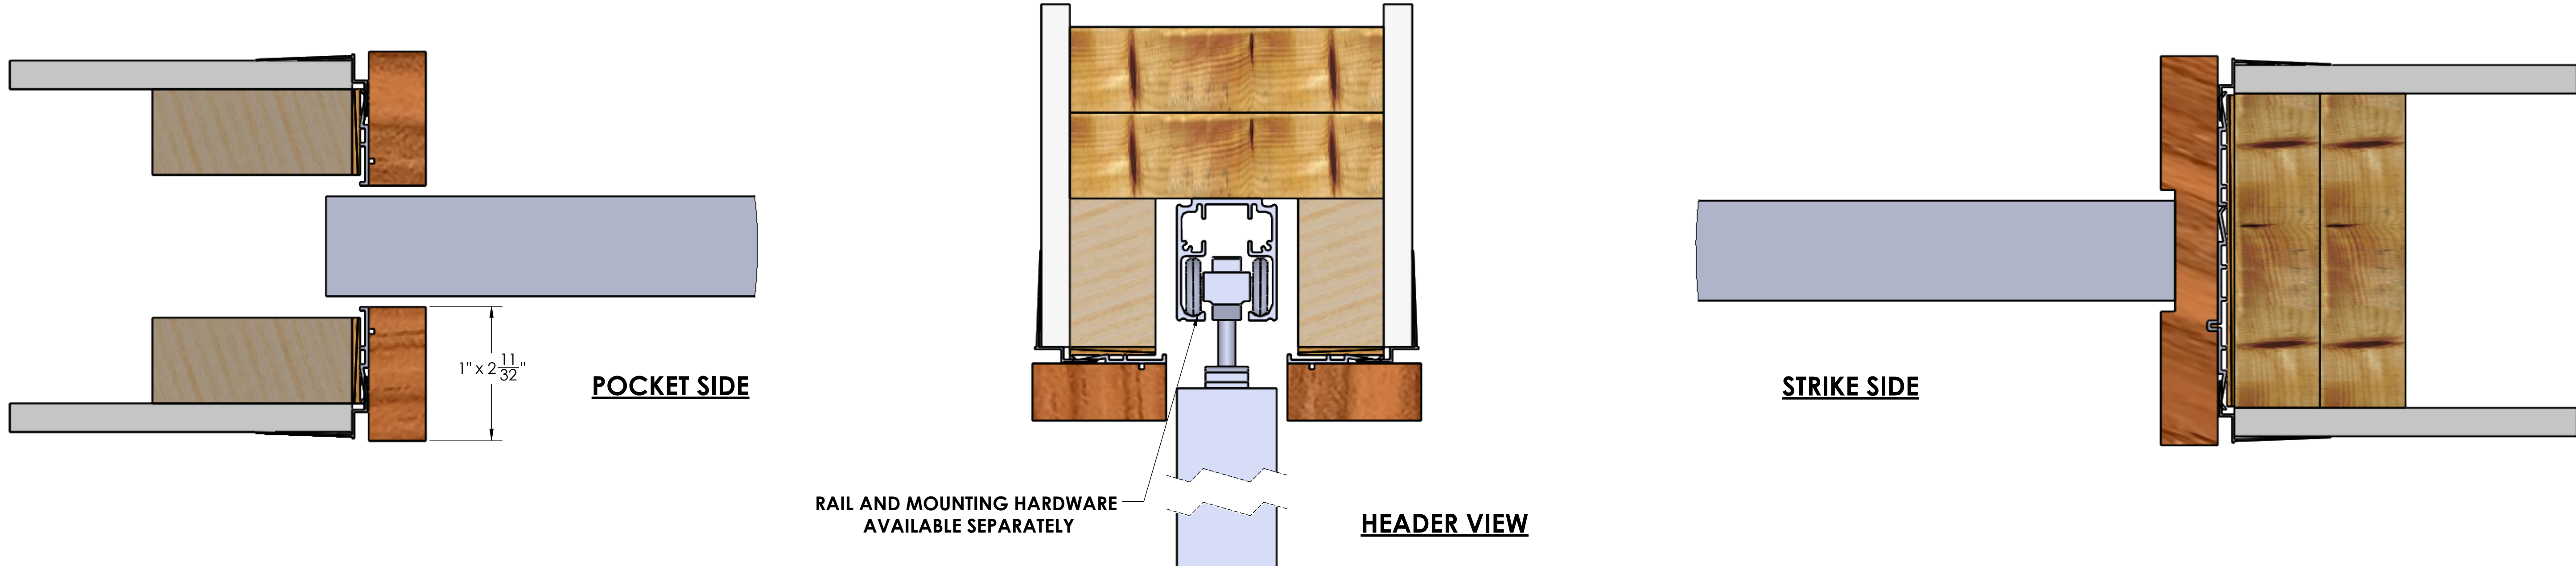 1" x 2 11/32"
POCKET SIDE
RAIL AND MOUNTING HARDWARE
AVAILABLE SEPARATELY
HEADER VIEW
STRIKE SIDE